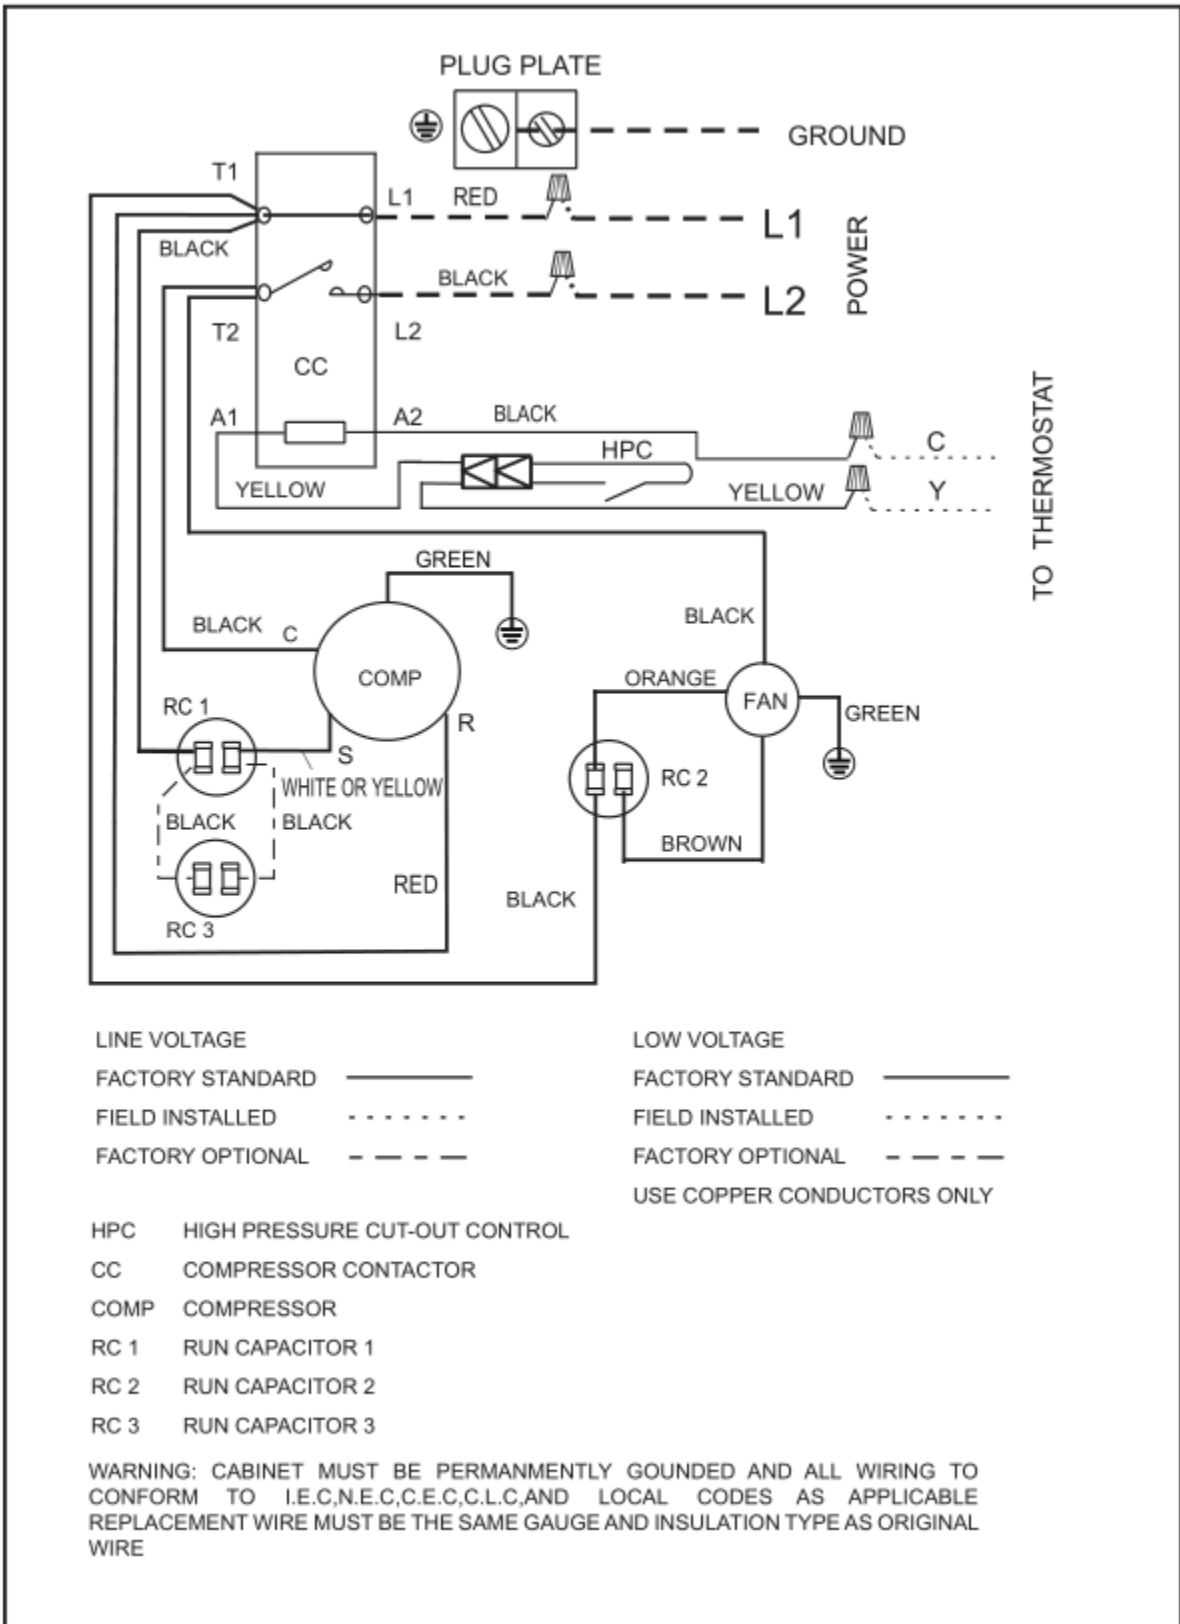 PLUG PLATE
GROUND
T1
L1 RED
L1
BLACK
BLACK
L2
POWER
T2
L2
CC
A1
A2
BLACK
C
HPC
YELLOW
YELLOW
Y
TO THERMOSTAT
GREEN
BLACK
BLACK C
COMP
ORANGE
FAN
GREEN
RC 1
R
S
RC 2
WHITE OR YELLOW
BLACK BLACK
BROWN
RED
BLACK
RC 3
LINE VOLTAGE
FACTORY STANDARD
FIELD INSTALLED
FACTORY OPTIONAL
LOW VOLTAGE
FACTORY STANDARD
FIELD INSTALLED
FACTORY OPTIONAL
USE COPPER CONDUCTORS ONLY
HPC HIGH PRESSURE CUT-OUT CONTROL
CC COMPRESSOR CONTACTOR
COMP COMPRESSOR
RC 1 RUN CAPACITOR 1
RC 2 RUN CAPACITOR 2
RC 3 RUN CAPACITOR 3
WARNING: CABINET MUST BE PERMANMENTLY GOUNDED AND ALL WIRING TO
CONFORM TO I.E.C,N.E.C,C.E.C,C.L.C,AND LOCAL CODES AS APPLICABLE
REPLACEMENT WIRE MUST BE THE SAME GAUGE AND INSULATION TYPE AS ORIGINAL
WIRE